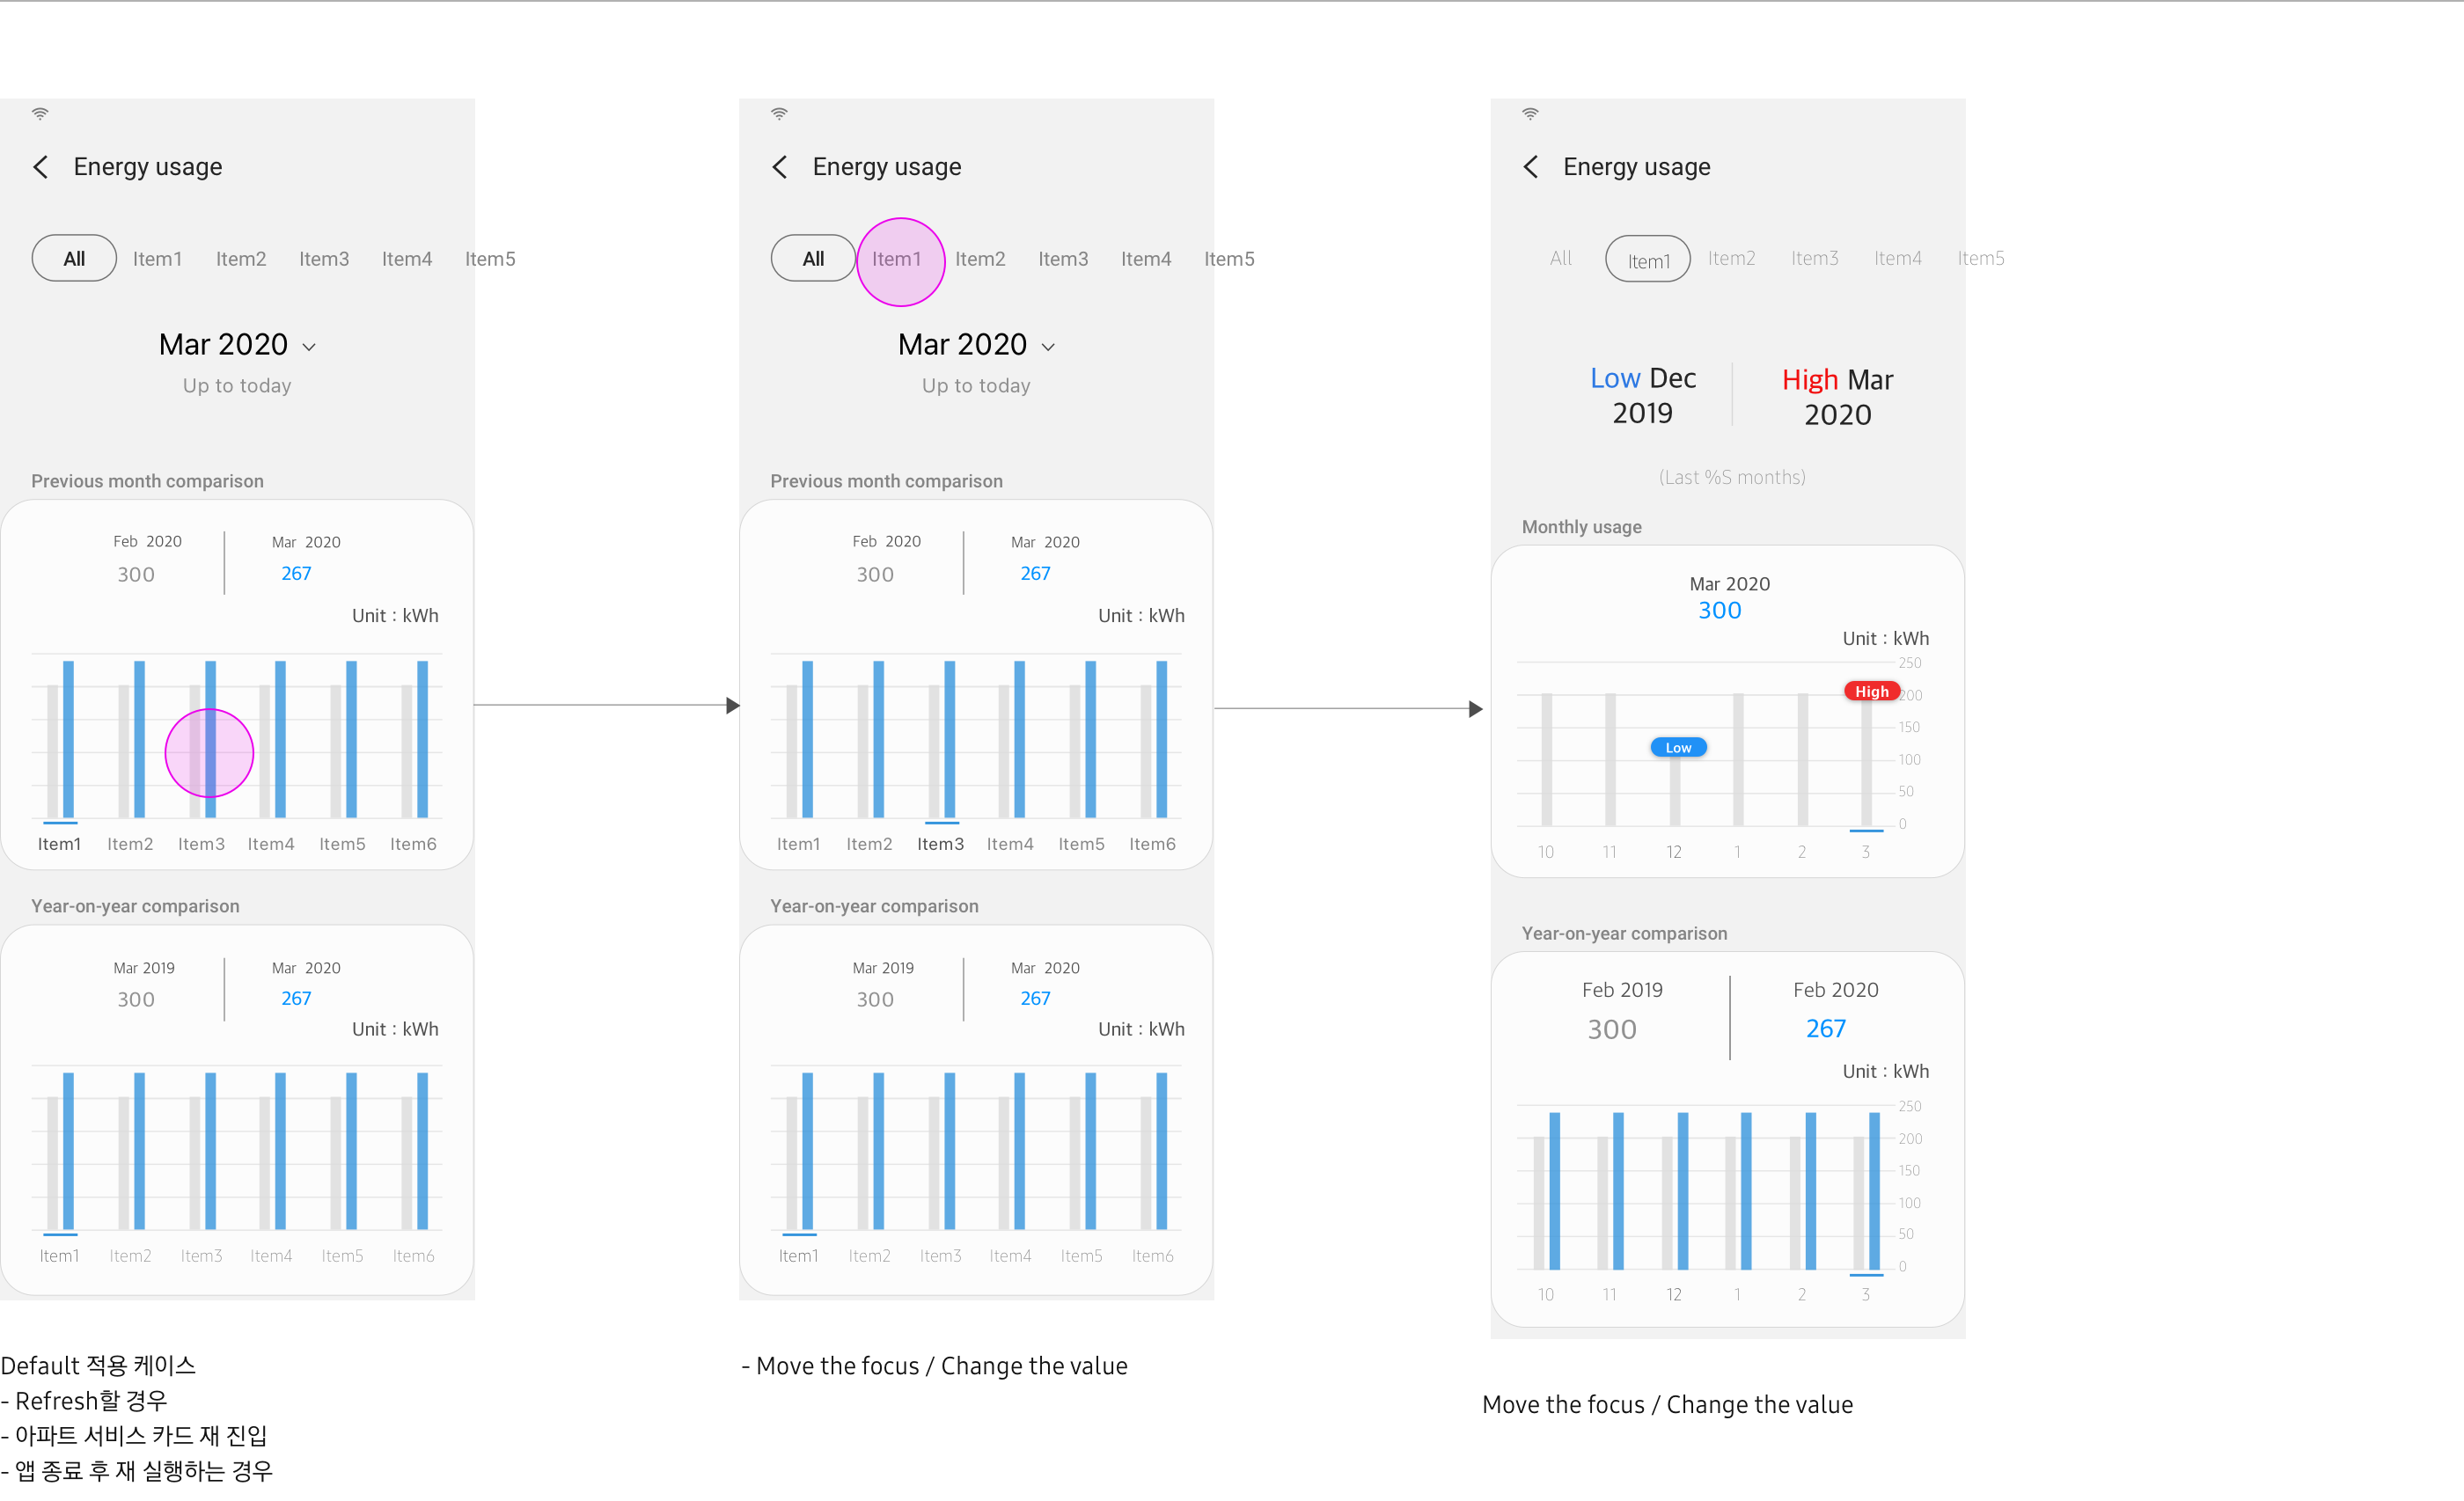 Energy usage
All Item1 Item2 Item3 Item4 Item5
Mar 2020
Up to today
Previous month comparison
Feb 2020 Mar 2020
300 267
Unit : kWh
Item1 Item2 Item3 Item4 Item5 Item6
Year-on-year comparison
Mar 2019 Mar 2020
300 267
Unit : kWh
Item1 Item2 Item3 Item4 Item5 Item6
Default 적용 케이스
- Refresh할 경우
- 아파트 서비스 카드 재 진입
- 앱 종료 후 재 실행하는 경우
Energy usage
All Item1 Item2 Item3 Item4 Item5
Mar 2020
Up to today
Previous month comparison
Feb 2020 Mar 2020
300 267
Unit : kWh
Item1 Item2 Item3 Item4 Item5 Item6
Year-on-year comparison
Mar 2019 Mar 2020
300 267
Unit : kWh
Item1 Item2 Item3 Item4 Item5 Item6
- Move the focus / Change the value
Energy usage
All Item1 Item2 Item3 Item4 Item5
Low Dec High Mar
2019 2020
(Last %S months)
Monthly usage
Mar 2020
300
Unit : kWh
250
High 200
150
Low
100
50
0
10 11 12 1 2 3
Year-on-year comparison
Feb 2019 Feb 2020
300 267
Unit : kWh
250
200
150
100
50
0
10 11 12 1 2 3
Move the focus / Change the value